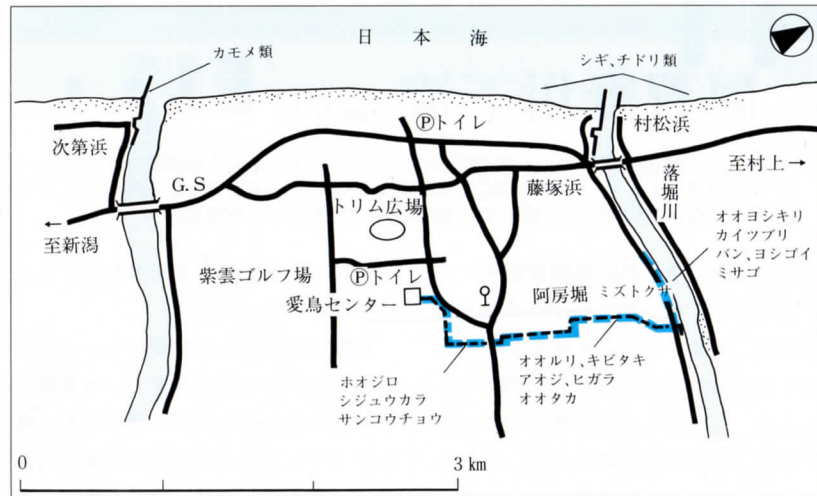 日本海
カモメ類
シギ、チドリ類
次第浜
Ⓟトイレ
村松浜
G.S
至村上→
トリム広場
藤塚浜
落堀川
←至新潟
オオヨシキリ
カイツブリ
バン、ヨシゴイ
ミサゴ
紫雲ゴルフ場
Ⓟトイレ
愛鳥センター
阿房堀
ミズトクサ
ホオジロ
シジュウカラ
サンコウチョウ
オオルリ、キビタキ
アオジ、ヒガラ
オオタカ
0
3 km